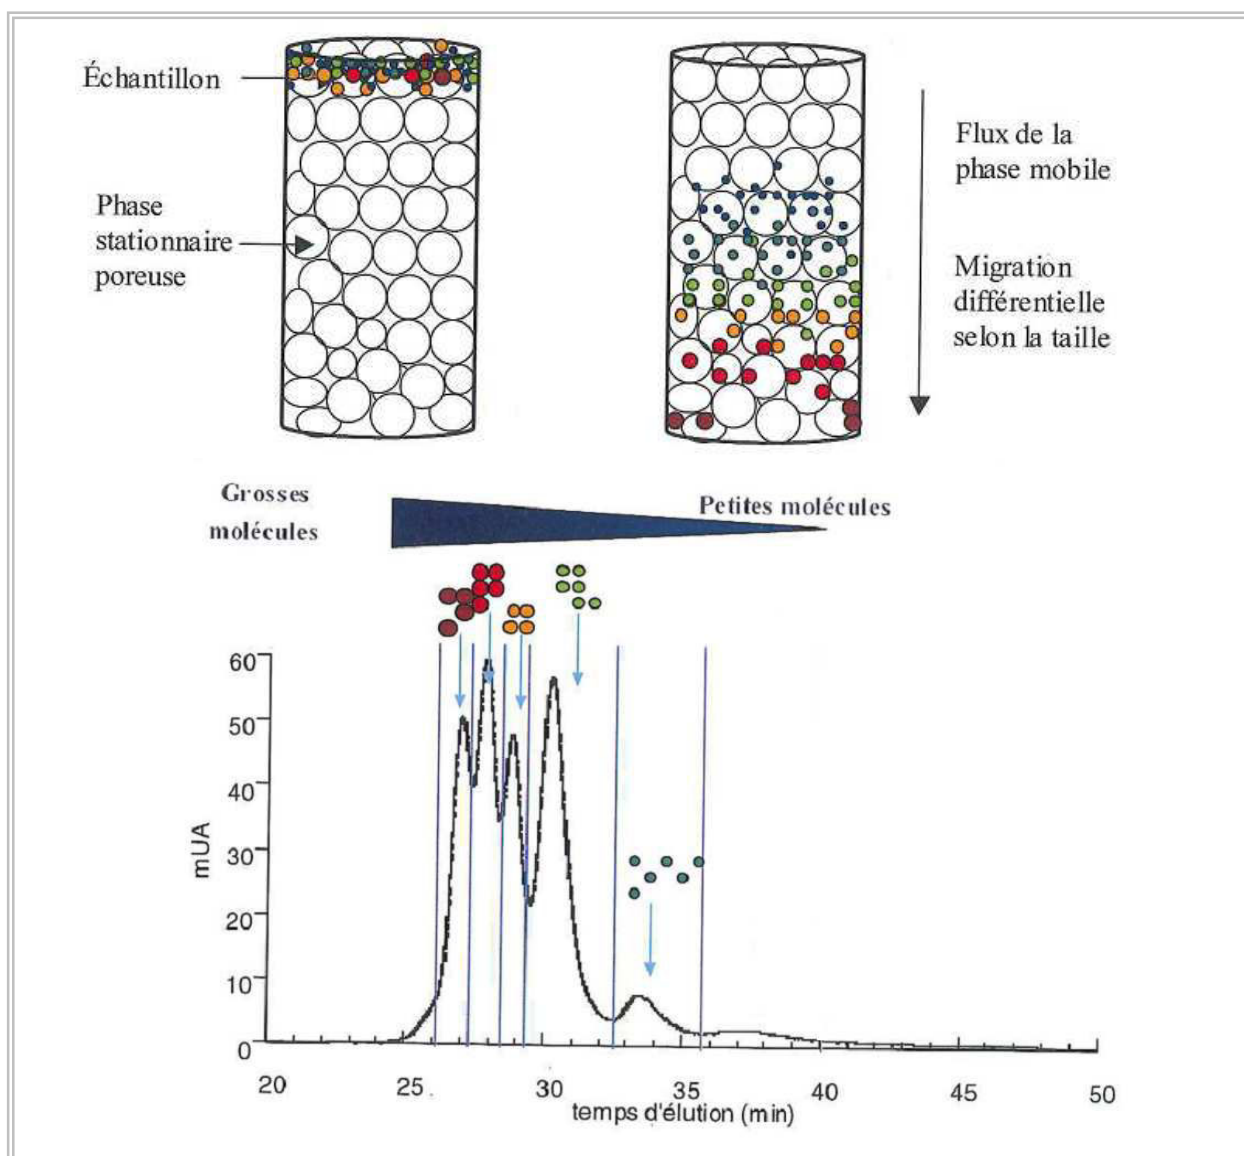 Échantillon
Phase
stationnaire
poreuse
Flux de la
phase mobile
Migration
différentielle
selon la taille
Grosses
molécules
Petites molécules
60
50
40
30
20
10
0
mUA
20 25 30 35 40 45 50
temps d'élution (min)